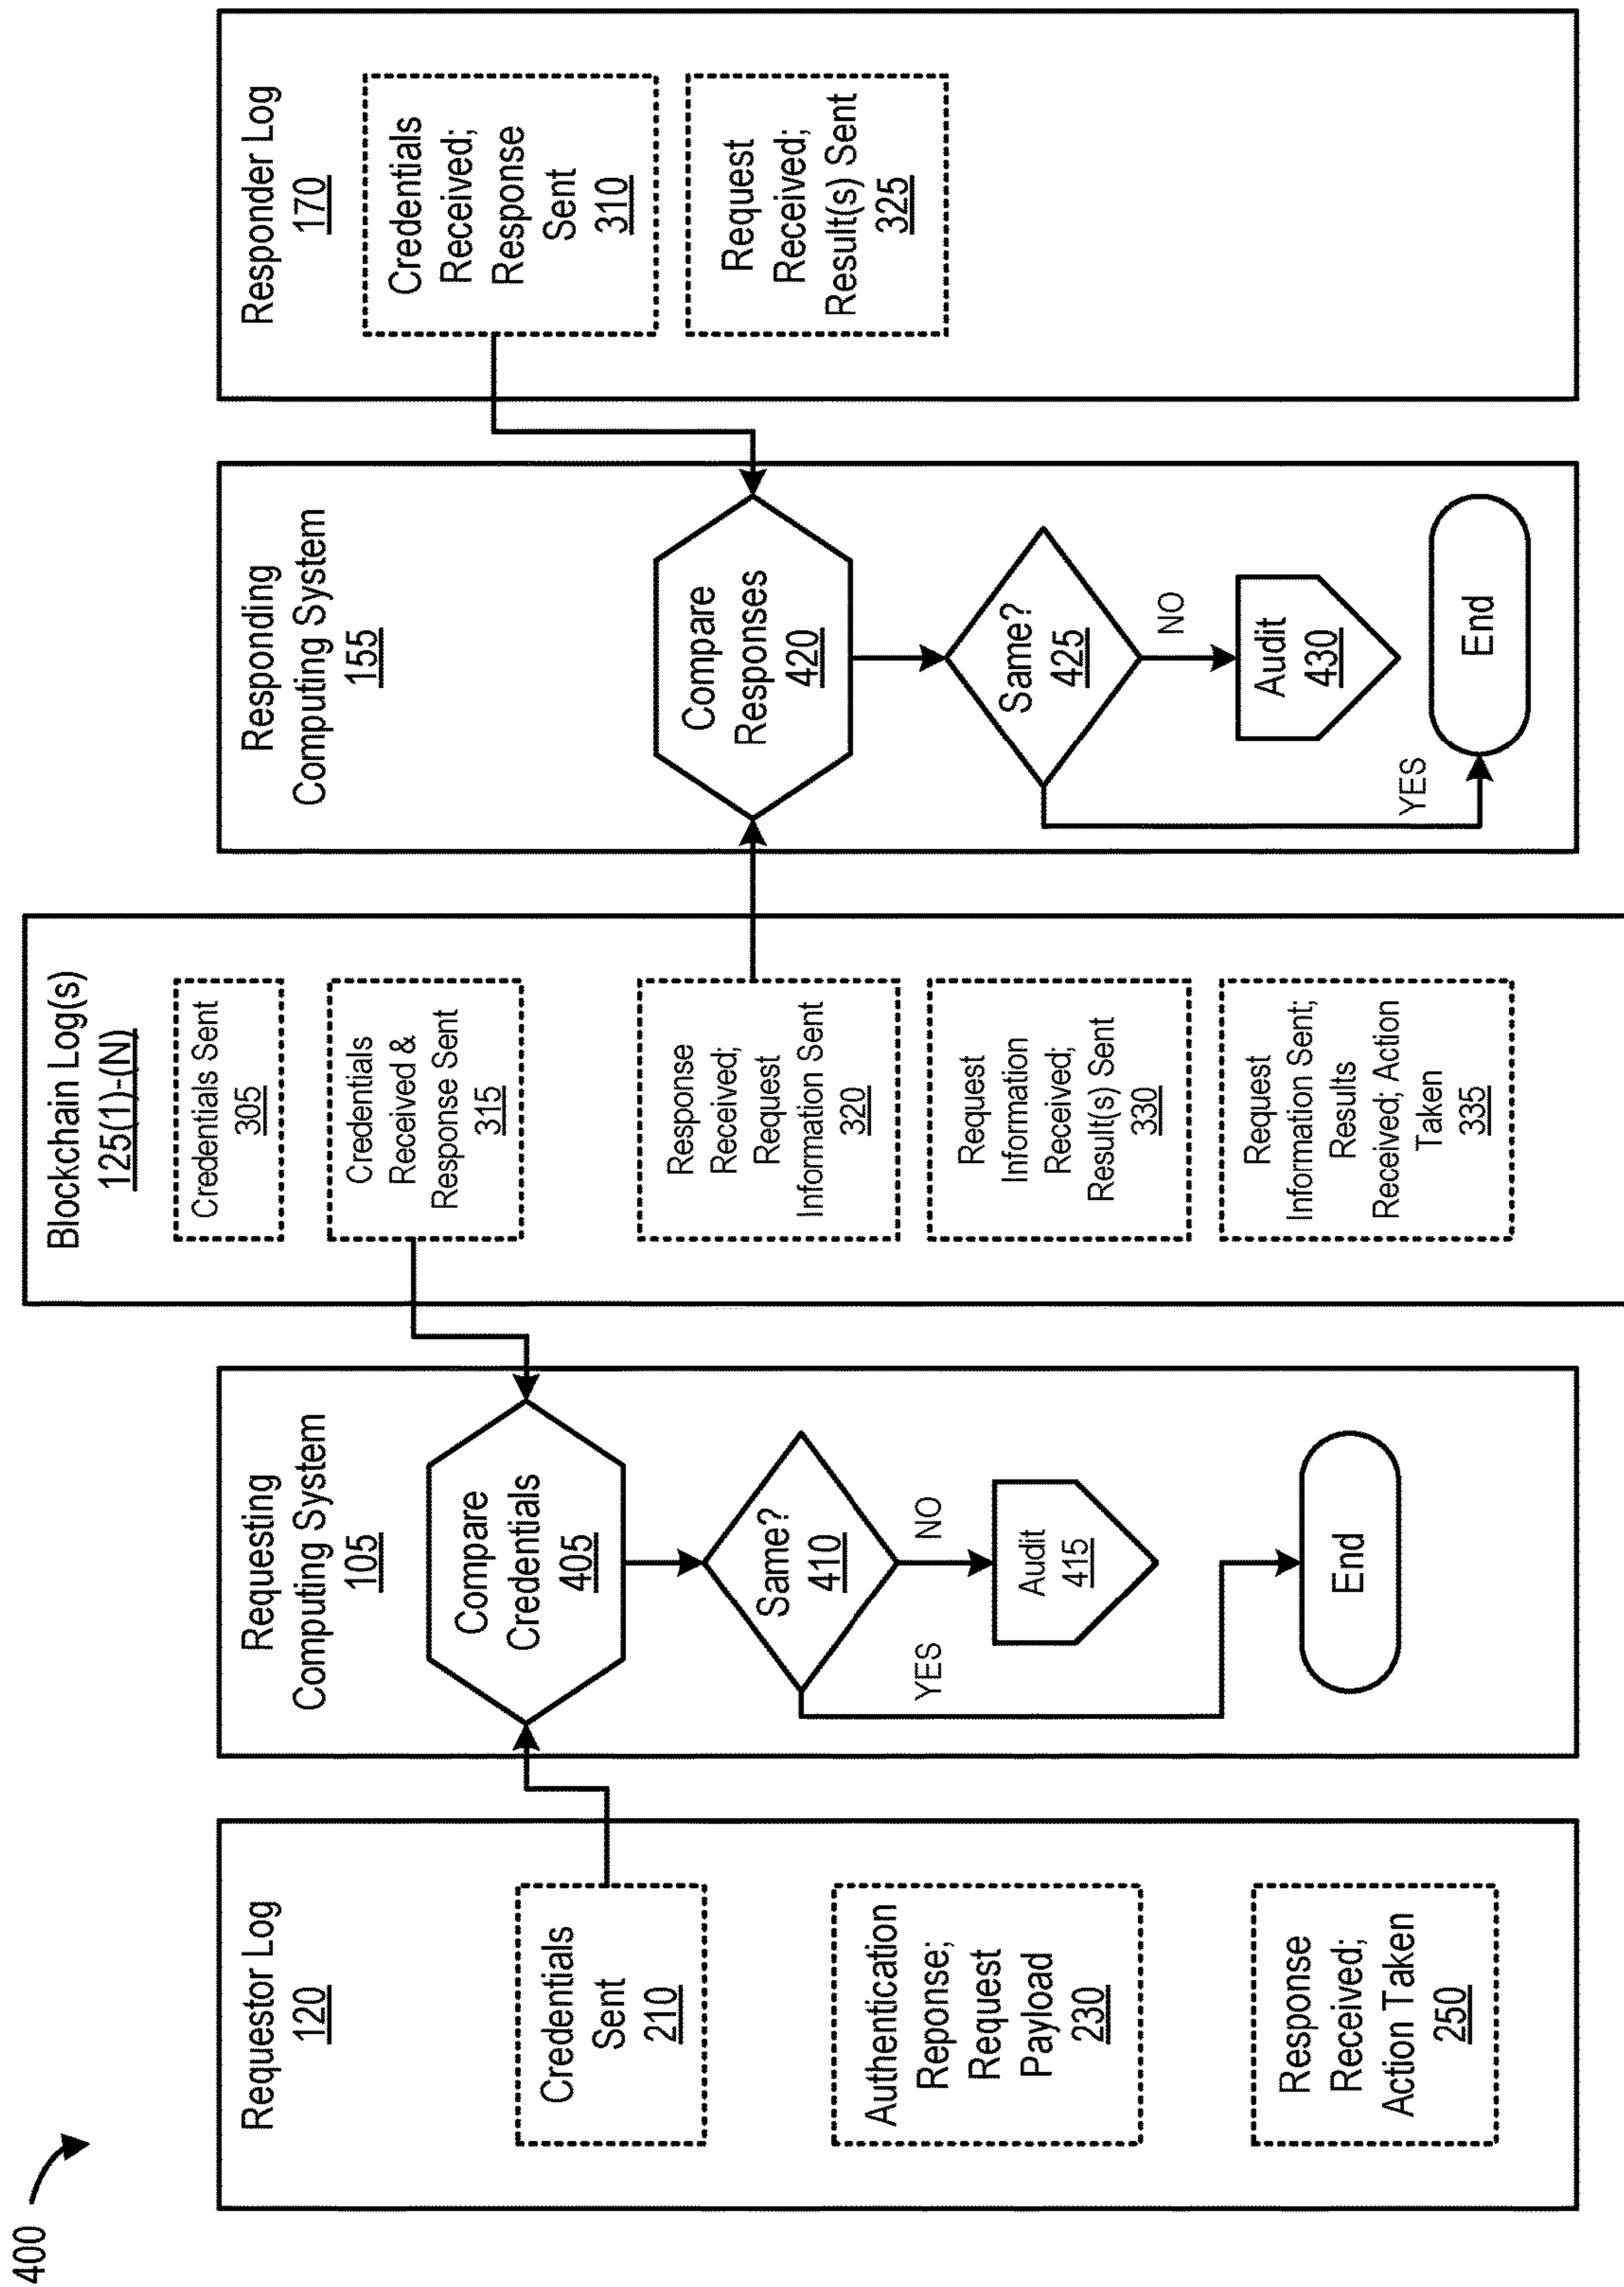 400
Requestor Log
120
Credentials
Sent
210
Authentication
Reponse;
Request
Payload
230
Response
Received;
Action Taken
250
Requesting
Computing System
105
Compare
Credentials
405
Same?
410
YES
NO
Audit
415
End
Blockchain Log(s)
125(1)-(N)
Credentials Sent
305
Credentials
Received &
Response Sent
315
Response
Received;
Request
Information Sent
320
Request
Information
Received;
Result(s) Sent
330
Request
Information Sent;
Results
Received; Action
Taken
335
Responding
Computing System
155
Compare
Responses
420
Same?
425
NO
Audit
430
YES
End
Responder Log
170
Credentials
Received;
Response
Sent
310
Request
Received;
Result(s) Sent
325